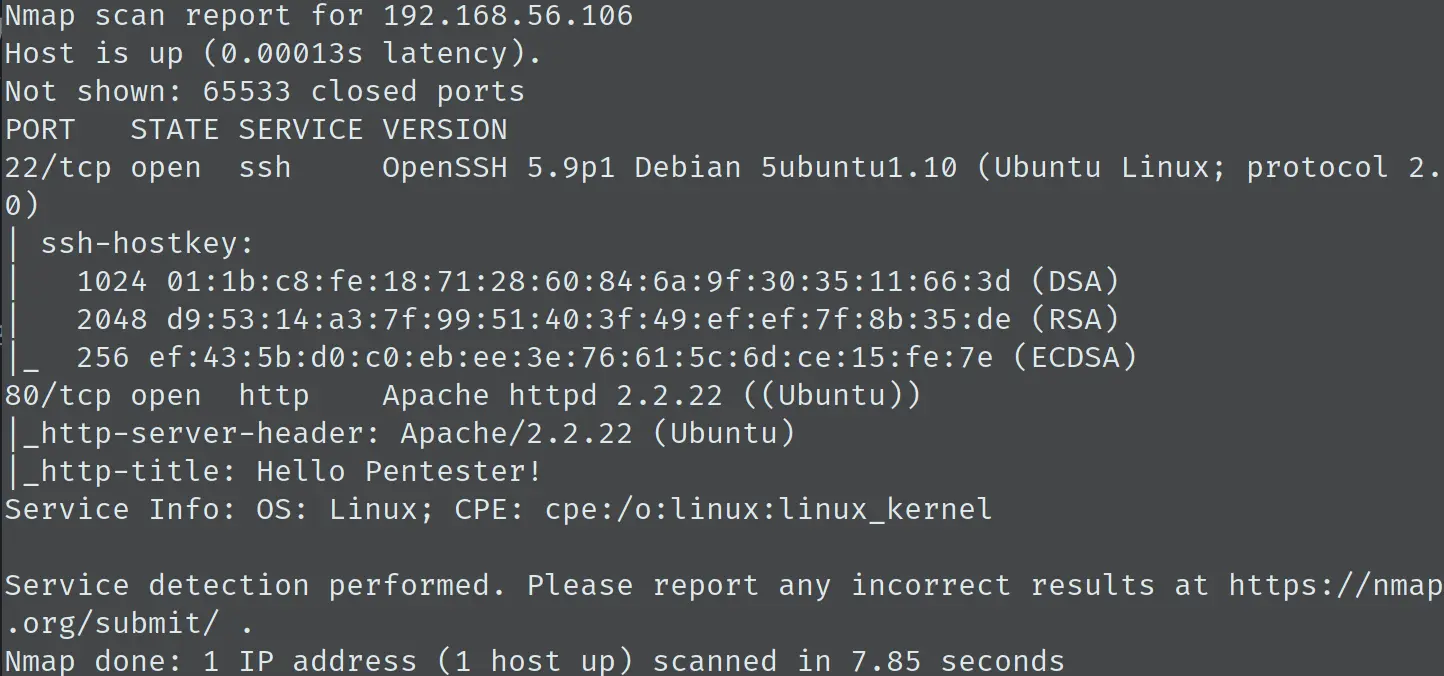 Nmap scan report for 192.168.56.106
Host is up (0.00013s latency).
Not shown: 65533 closed ports
PORT   STATE SERVICE VERSION
22/tcp open  ssh     OpenSSH 5.9p1 Debian 5ubuntu1.10 (Ubuntu Linux; protocol 2.
0)
| ssh-hostkey:
|   1024 01:1b:c8:fe:18:71:28:60:84:6a:9f:30:35:11:66:3d (DSA)
|   2048 d9:53:14:a3:7f:99:51:40:3f:49:ef:ef:7f:8b:35:de (RSA)
|_  256 ef:43:5b:d0:c0:eb:ee:3e:76:61:5c:6d:ce:15:fe:7e (ECDSA)
80/tcp open  http    Apache httpd 2.2.22 ((Ubuntu))
|_http-server-header: Apache/2.2.22 (Ubuntu)
|_http-title: Hello Pentester!
Service Info: OS: Linux; CPE: cpe:/o:linux:linux_kernel

Service detection performed. Please report any incorrect results at https://nmap
.org/submit/ .
Nmap done: 1 IP address (1 host up) scanned in 7.85 seconds